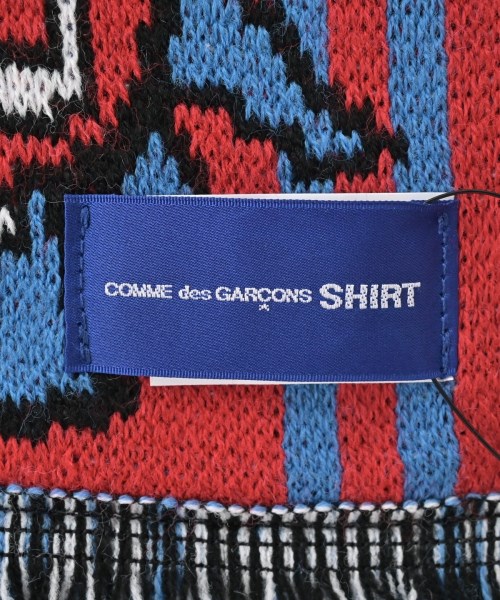 COMME des GARCONS SHIRT
*